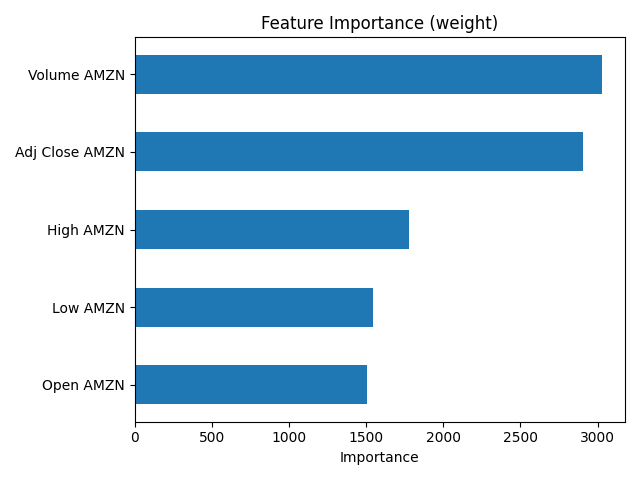 Feature Importance (weight)
Volume AMZN
Adj Close AMZN
High AMZN
Low AMZN
Open AMZN
0 500 1000 1500 2000 2500 3000
Importance